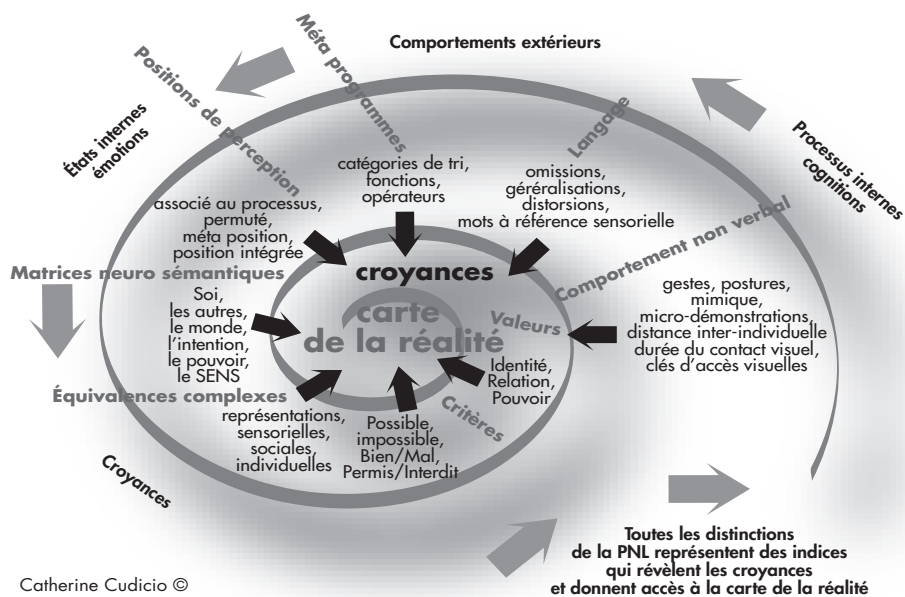 Comportements extérieurs
Méta programmes
Positions de perception
États internes
émotions
Langage
Processus internes
cognitions
catégories de tri,
fonctions,
opérateurs
omissions,
géréralisations,
distorsions,
mots à référence sensorielle
associé au processus,
permuté,
méta position,
position intégrée
Comportement non verbal
Matrices neuro sémantiques
croyances
carte
de la réalité
Valeurs
gestes, postures,
mimique,
micro-démonstrations,
distance inter-individuelle
durée du contact visuel,
clés d'accès visuelles
Soi,
les autres,
le monde,
l'intention,
le pouvoir,
le SENS
Identité,
Relation,
Pouvoir
Équivalences complexes
Critères
représentations,
sensorielles,
sociales,
individuelles
Possible,
impossible,
Bien/Mal,
Permis/Interdit
Croyances
Toutes les distinctions
de la PNL représentent des indices
qui révèlent les croyances
et donnent accès à la carte de la réalité
Catherine Cudicio ©